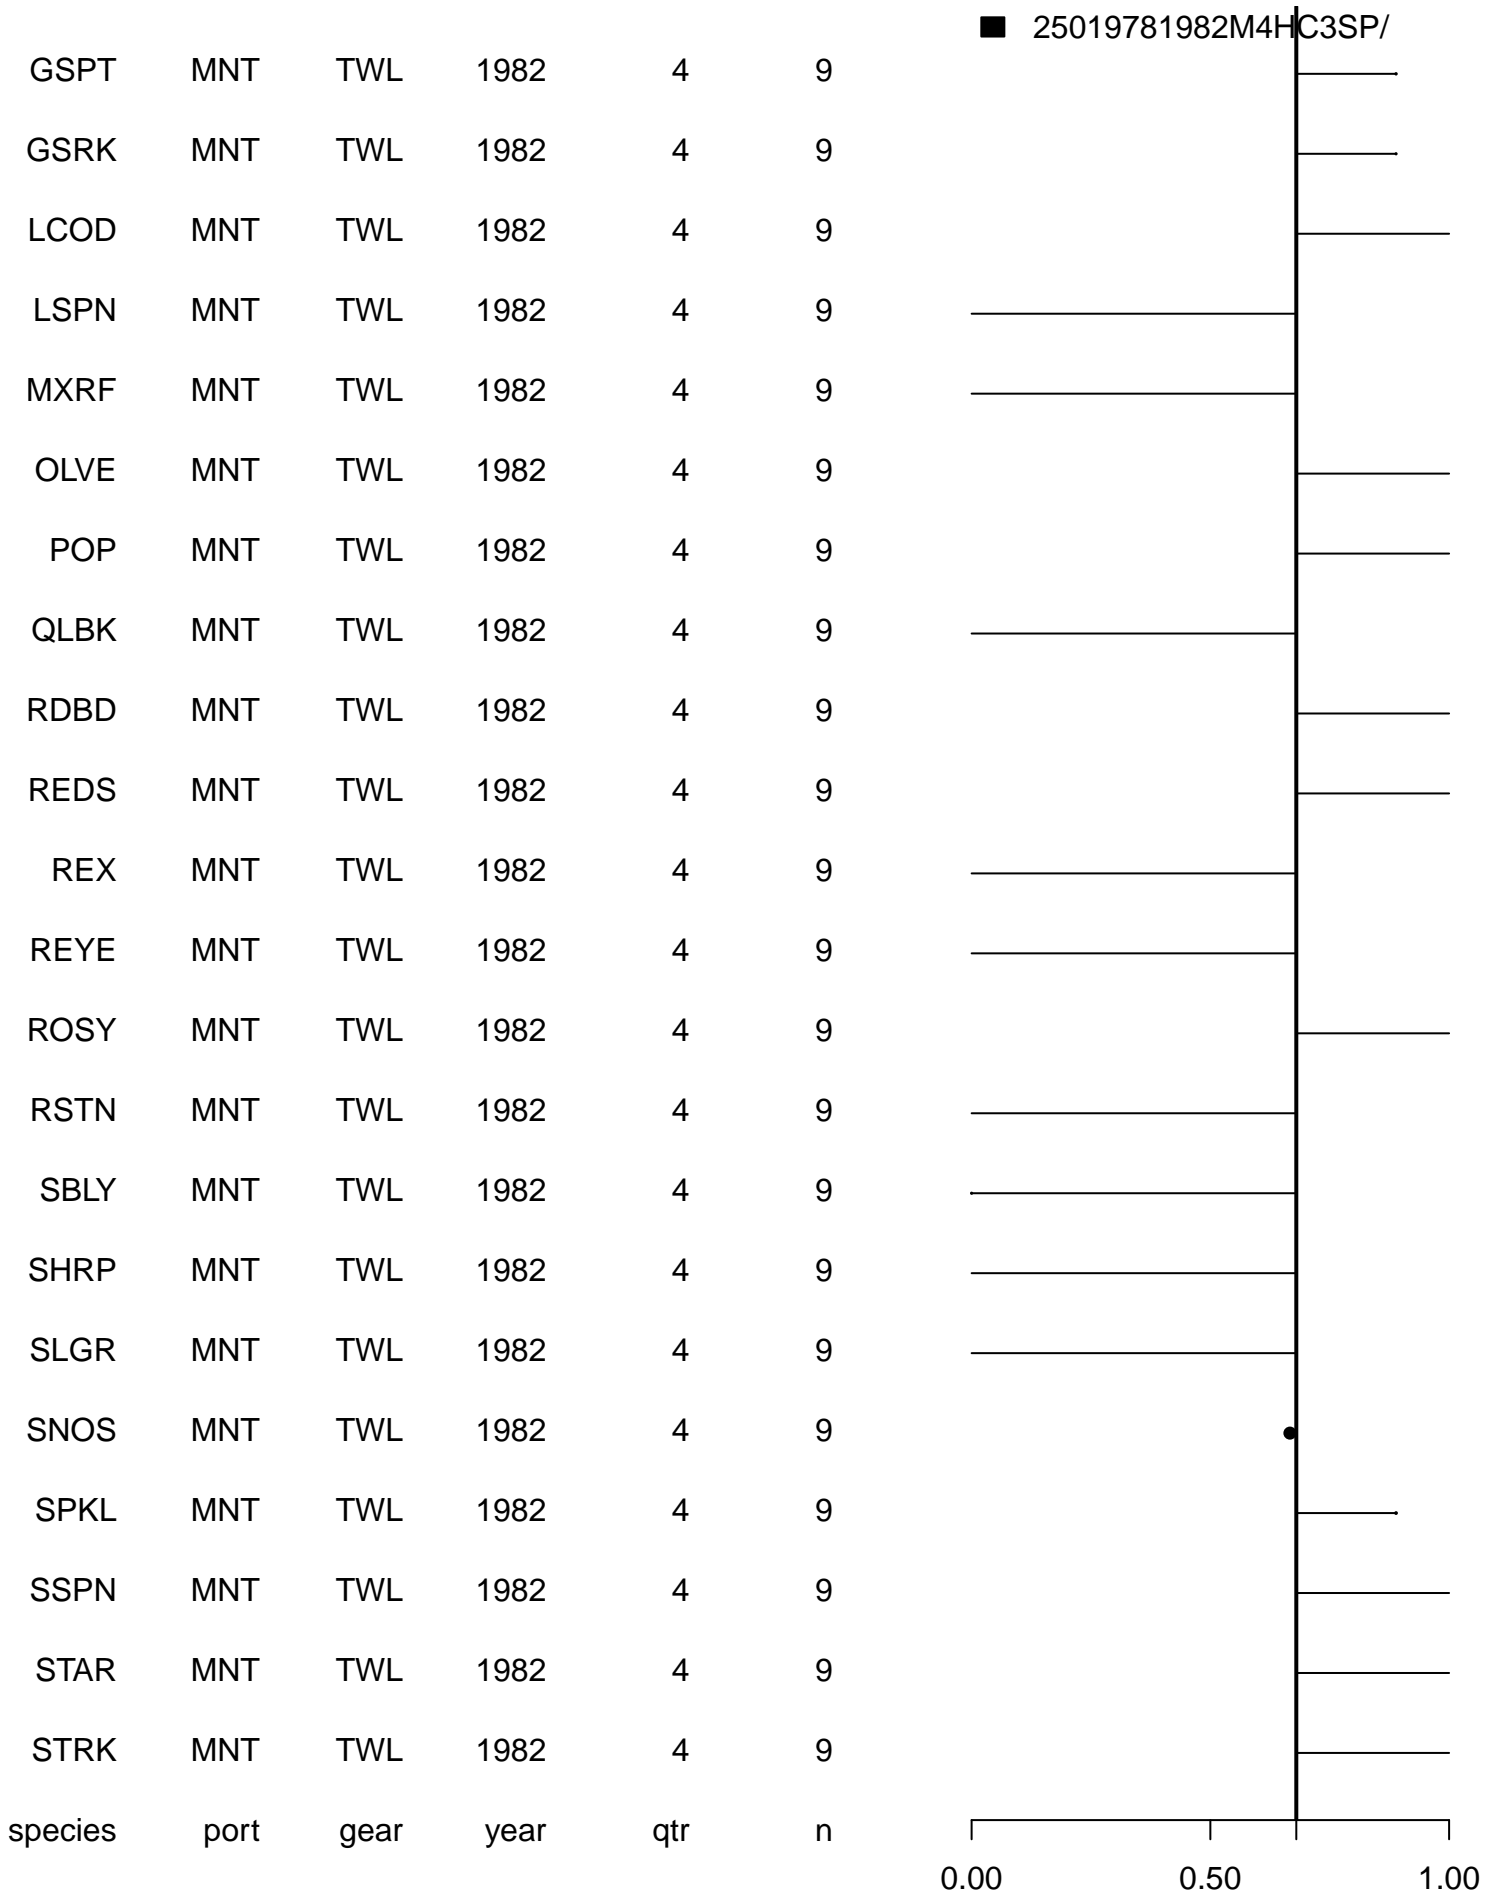 25019781982M4HC3SP/
GSPT MNT TWL 1982 4 9
GSRK MNT TWL 1982 4 9
LCOD MNT TWL 1982 4 9
LSPN MNT TWL 1982 4 9
MXRF MNT TWL 1982 4 9
OLVE MNT TWL 1982 4 9
POP MNT TWL 1982 4 9
QLBK MNT TWL 1982 4 9
RDBD MNT TWL 1982 4 9
REDS MNT TWL 1982 4 9
REX MNT TWL 1982 4 9
REYE MNT TWL 1982 4 9
ROSY MNT TWL 1982 4 9
RSTN MNT TWL 1982 4 9
SBLY MNT TWL 1982 4 9
SHRP MNT TWL 1982 4 9
SLGR MNT TWL 1982 4 9
SNOS MNT TWL 1982 4 9
SPKL MNT TWL 1982 4 9
SSPN MNT TWL 1982 4 9
STAR MNT TWL 1982 4 9
STRK MNT TWL 1982 4 9
species port gear year qtr n
0.00 0.50 1.00